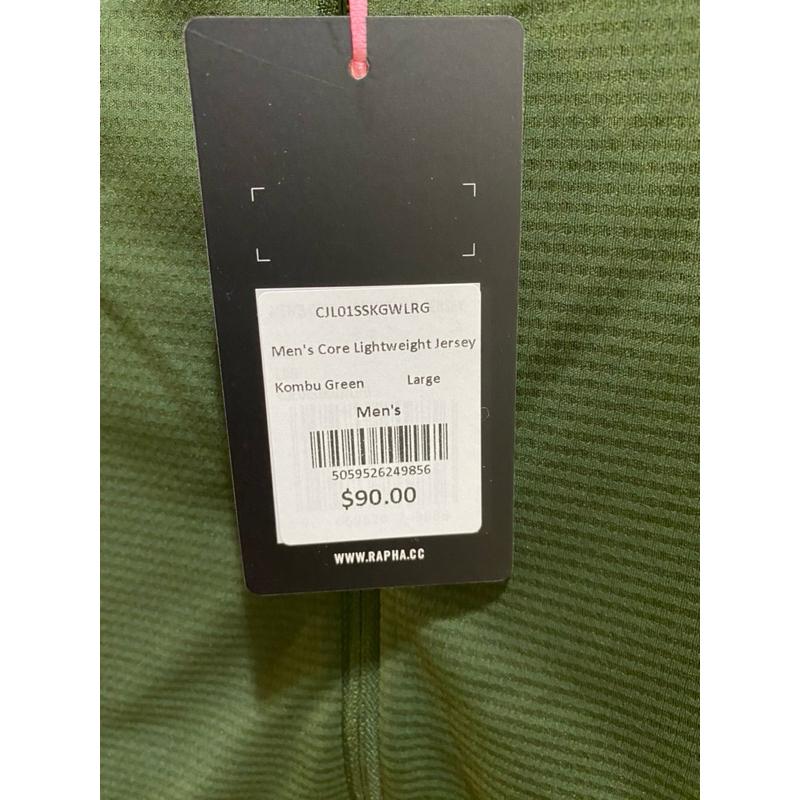 CJL01SSKGWLRG
Men's Core Lightweight Jersey
Kombu Green Large
Men's
5059526249856
$90.00
WWW.RAPHA.CC